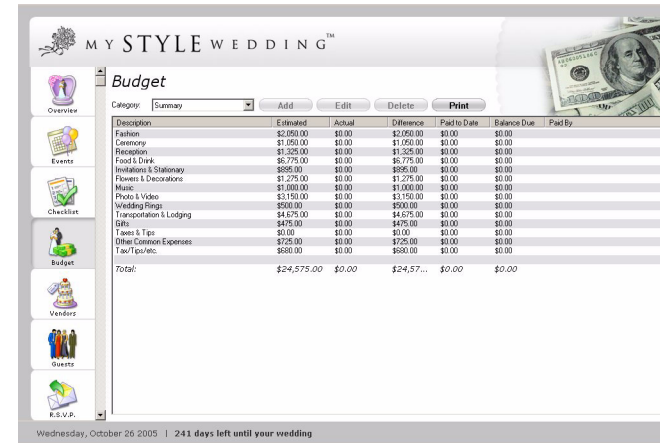 MY STYLE WEDDING™
Budget
Category: Summary Add Edit Delete Print
Description Estimated Actual Difference Paid to Date Balance Due Paid By
Fashion $2,050.00 $0.00 $2,050.00 $0.00 $0.00
Ceremony $1,050.00 $0.00 $1,050.00 $0.00 $0.00
Reception $1,325.00 $0.00 $1,325.00 $0.00 $0.00
Food & Drink $6,775.00 $0.00 $6,775.00 $0.00 $0.00
Invitations & Stationary $895.00 $0.00 $895.00 $0.00 $0.00
Flowers & Decorations $1,275.00 $0.00 $1,275.00 $0.00 $0.00
Music $1,000.00 $0.00 $1,000.00 $0.00 $0.00
Photo & Video $3,150.00 $0.00 $3,150.00 $0.00 $0.00
Wedding Rings $500.00 $0.00 $500.00 $0.00 $0.00
Transportation & Lodging $4,675.00 $0.00 $4,675.00 $0.00 $0.00
Gifts $475.00 $0.00 $475.00 $0.00 $0.00
Taxes & Tips $0.00 $0.00 $0.00 $0.00 $0.00
Other Common Expenses $725.00 $0.00 $725.00 $0.00 $0.00
Tax/Tips/etc. $680.00 $0.00 $680.00 $0.00 $0.00
Total: $24,575.00 $0.00 $24,57... $0.00 $0.00
Overview
Events
Checklist
Budget
Vendors
Guests
R.S.V.P.
Wednesday, October 26 2005 | 241 days left until your wedding